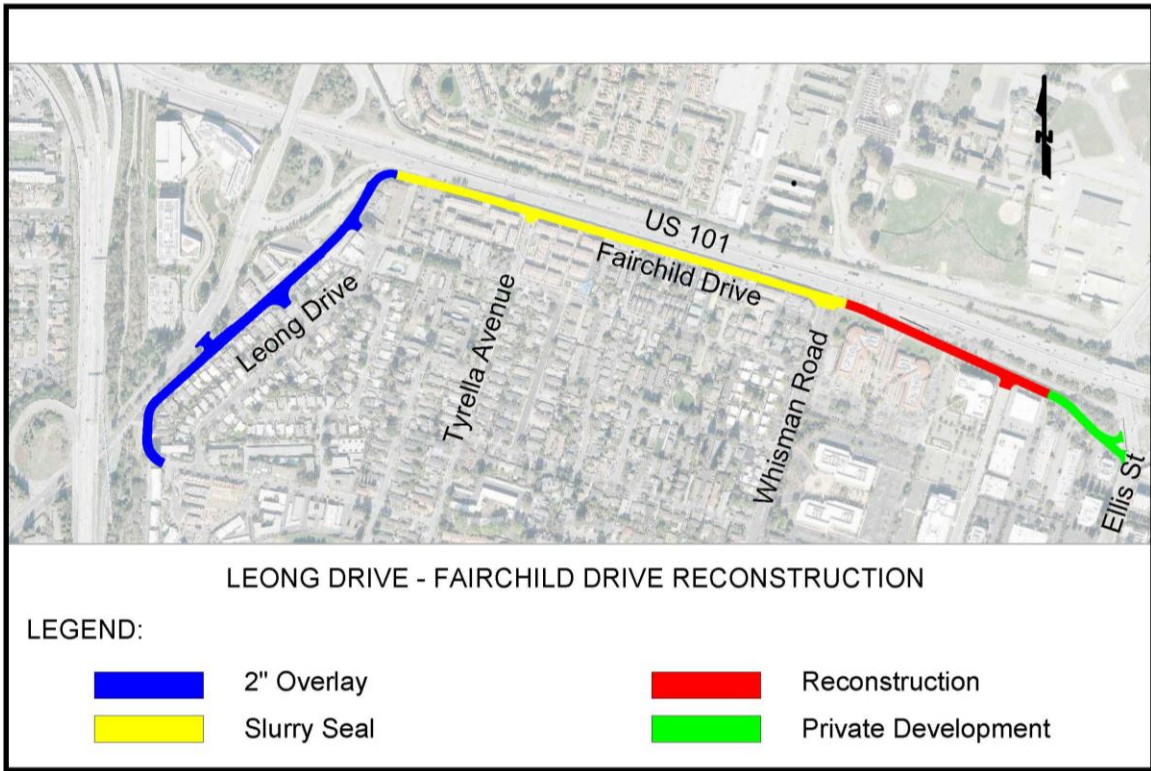 US 101
Fairchild Drive
Leong Drive
Tyrella Avenue
Whisman Road
Ellis St
N
LEONG DRIVE - FAIRCHILD DRIVE RECONSTRUCTION
LEGEND:
2" Overlay
Reconstruction
Slurry Seal
Private Development